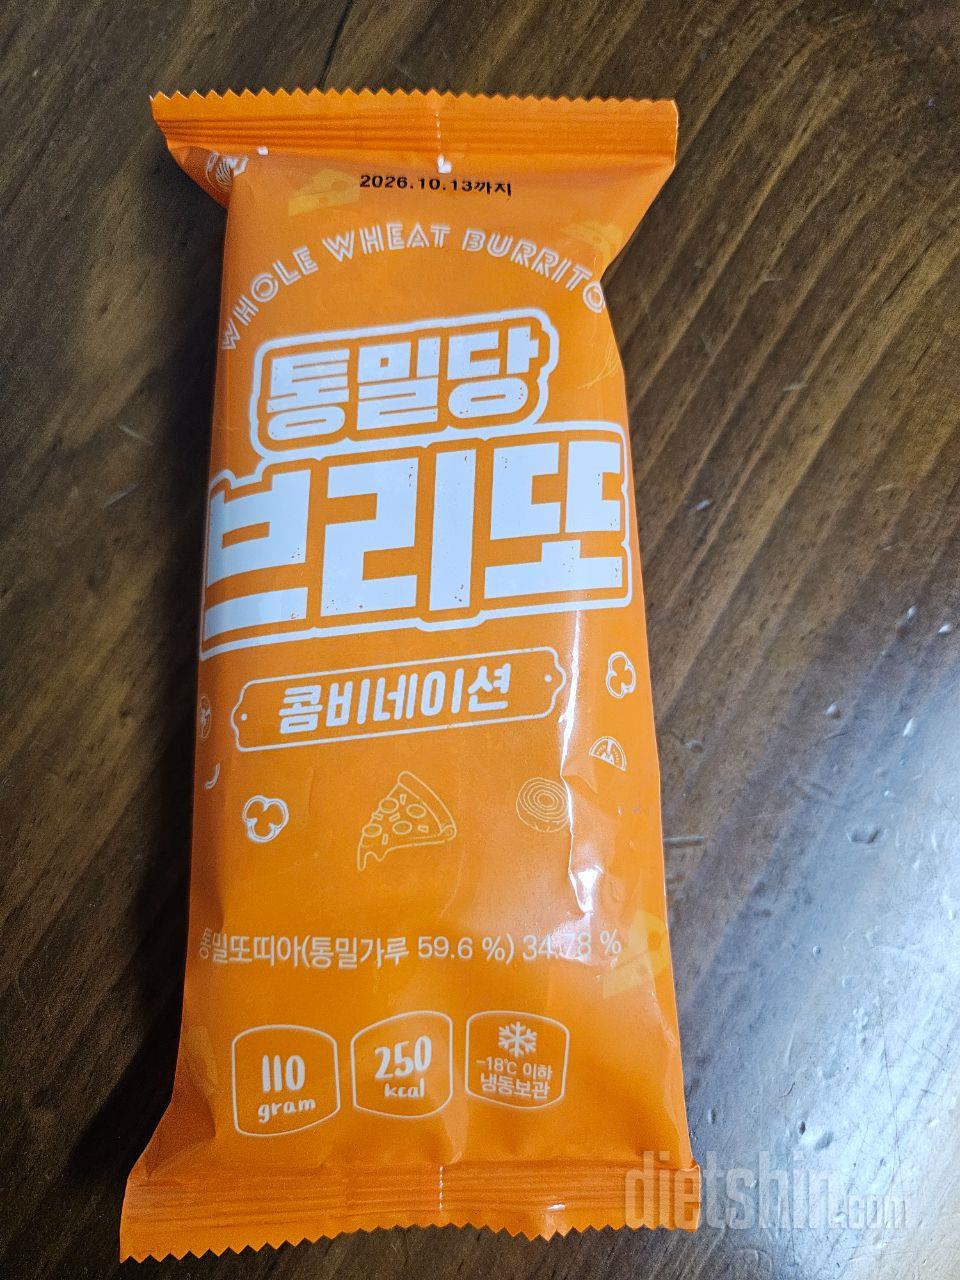 2026.10.13까지
WHOLE WHEAT BURRITO
통밀당
브리또
콤비네이션
통밀또띠아(통밀가루 59.6 %) 34.78 %
110
gram
250
kcal
-18℃ 이하
냉동보관
dietshin.com